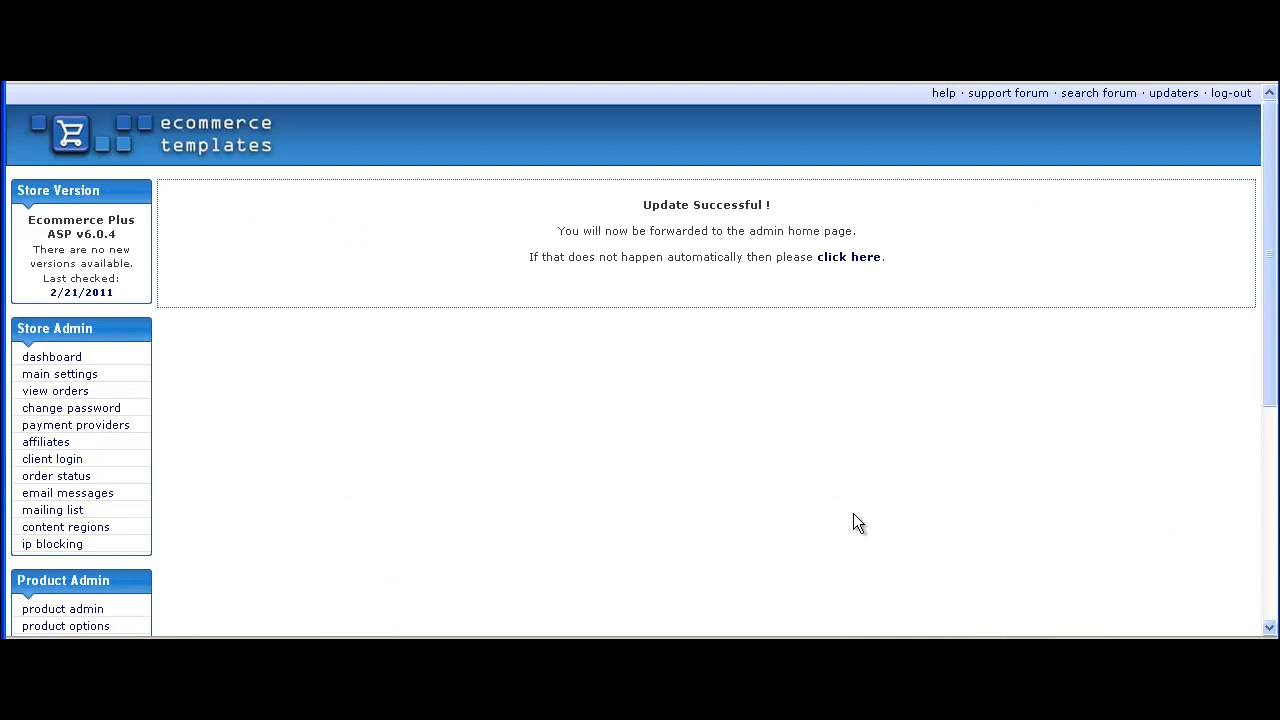 help · support forum · search forum · updaters · log-out
ecommerce
templates
Store Version
Ecommerce Plus
ASP v6.0.4
There are no new
versions available.
Last checked:
2/21/2011
Update Successful !
You will now be forwarded to the admin home page.
If that does not happen automatically then please click here.
Store Admin
dashboard
main settings
view orders
change password
payment providers
affiliates
client login
order status
email messages
mailing list
content regions
ip blocking
Product Admin
product admin
product options